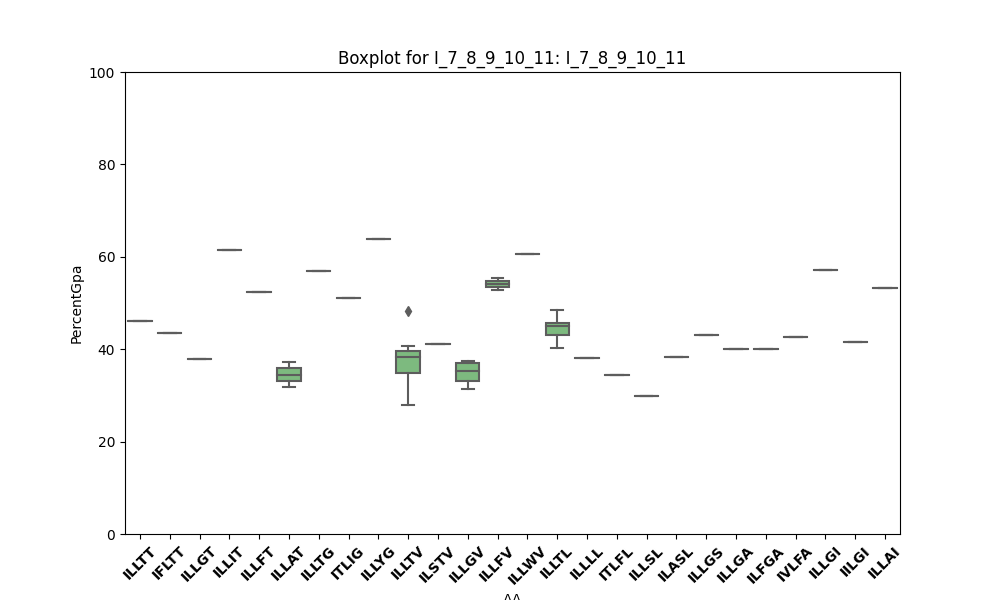 Boxplot for I_7_8_9_10_11: I_7_8_9_10_11
100
80
60
40
20
0
PercentGpa
ILLTT IFLTT ILLGT ILLIT ILLFT ILLAT ILLTG ITLIG ILLYG ILLTV ILSTV ILLGV ILLFV ILLWV ILLTL ILLLL ITLFL ILLSL ILASL ILLGS ILLGA ILFGA IVLFA ILLGI IILGI ILLAI
AA